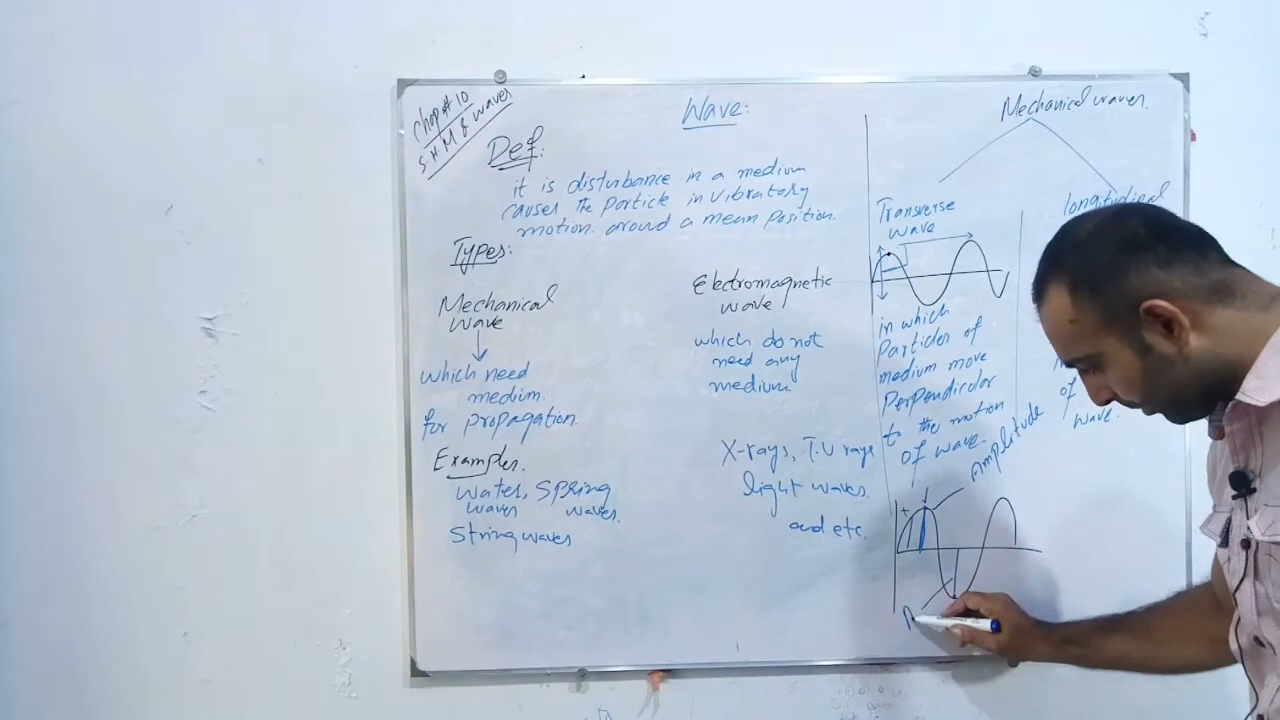 Chap# 10
S.H.M & waves
Wave:
Def:
it is disturbance in a medium
causes the Particle in vibratory
motion. around a mean Position.
Types:
Mechanical
wave
which need
medium.
for propagation.
Examples.
Water, Spring
waves waves.
String waves
Electromagnetic
wave
which do not
need any
medium.
X-rays, T.V rays
light waves.
and etc.
Mechanical waves.
Transverse
wave
in which
Particles of
medium move
Perpendicular
to the motion
of wave.
Amplitude
+
longitudinal
of
wave.